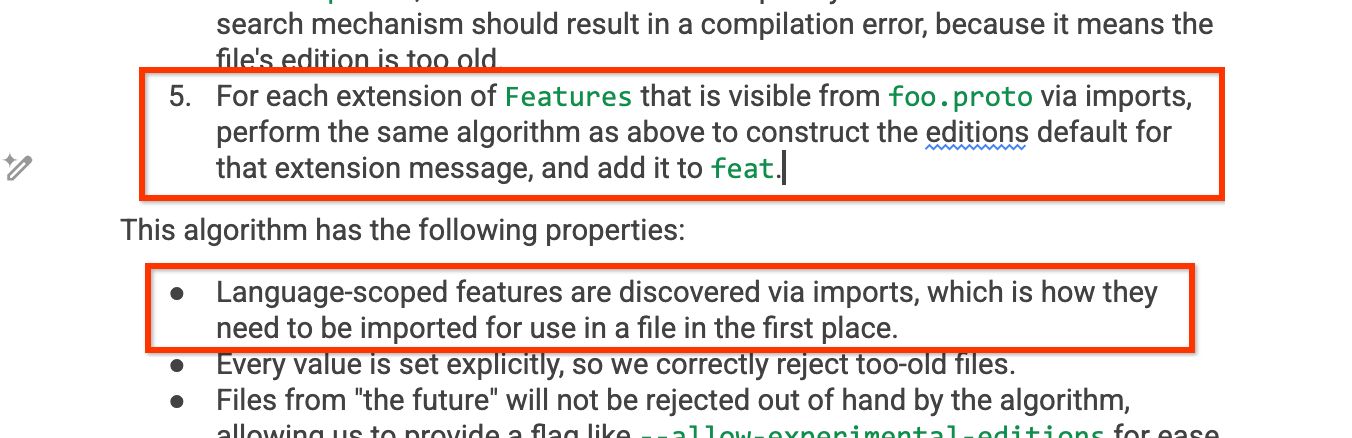 search mechanism should result in a compilation error, because it means the
file's edition is too old.
5. For each extension of Features that is visible from foo.proto via imports,
perform the same algorithm as above to construct the editions default for
that extension message, and add it to feat.
This algorithm has the following properties:
● Language-scoped features are discovered via imports, which is how they
need to be imported for use in a file in the first place.
● Every value is set explicitly, so we correctly reject too-old files.
● Files from "the future" will not be rejected out of hand by the algorithm,
allowing us to provide a flag like --allow-experimental-editions for ease